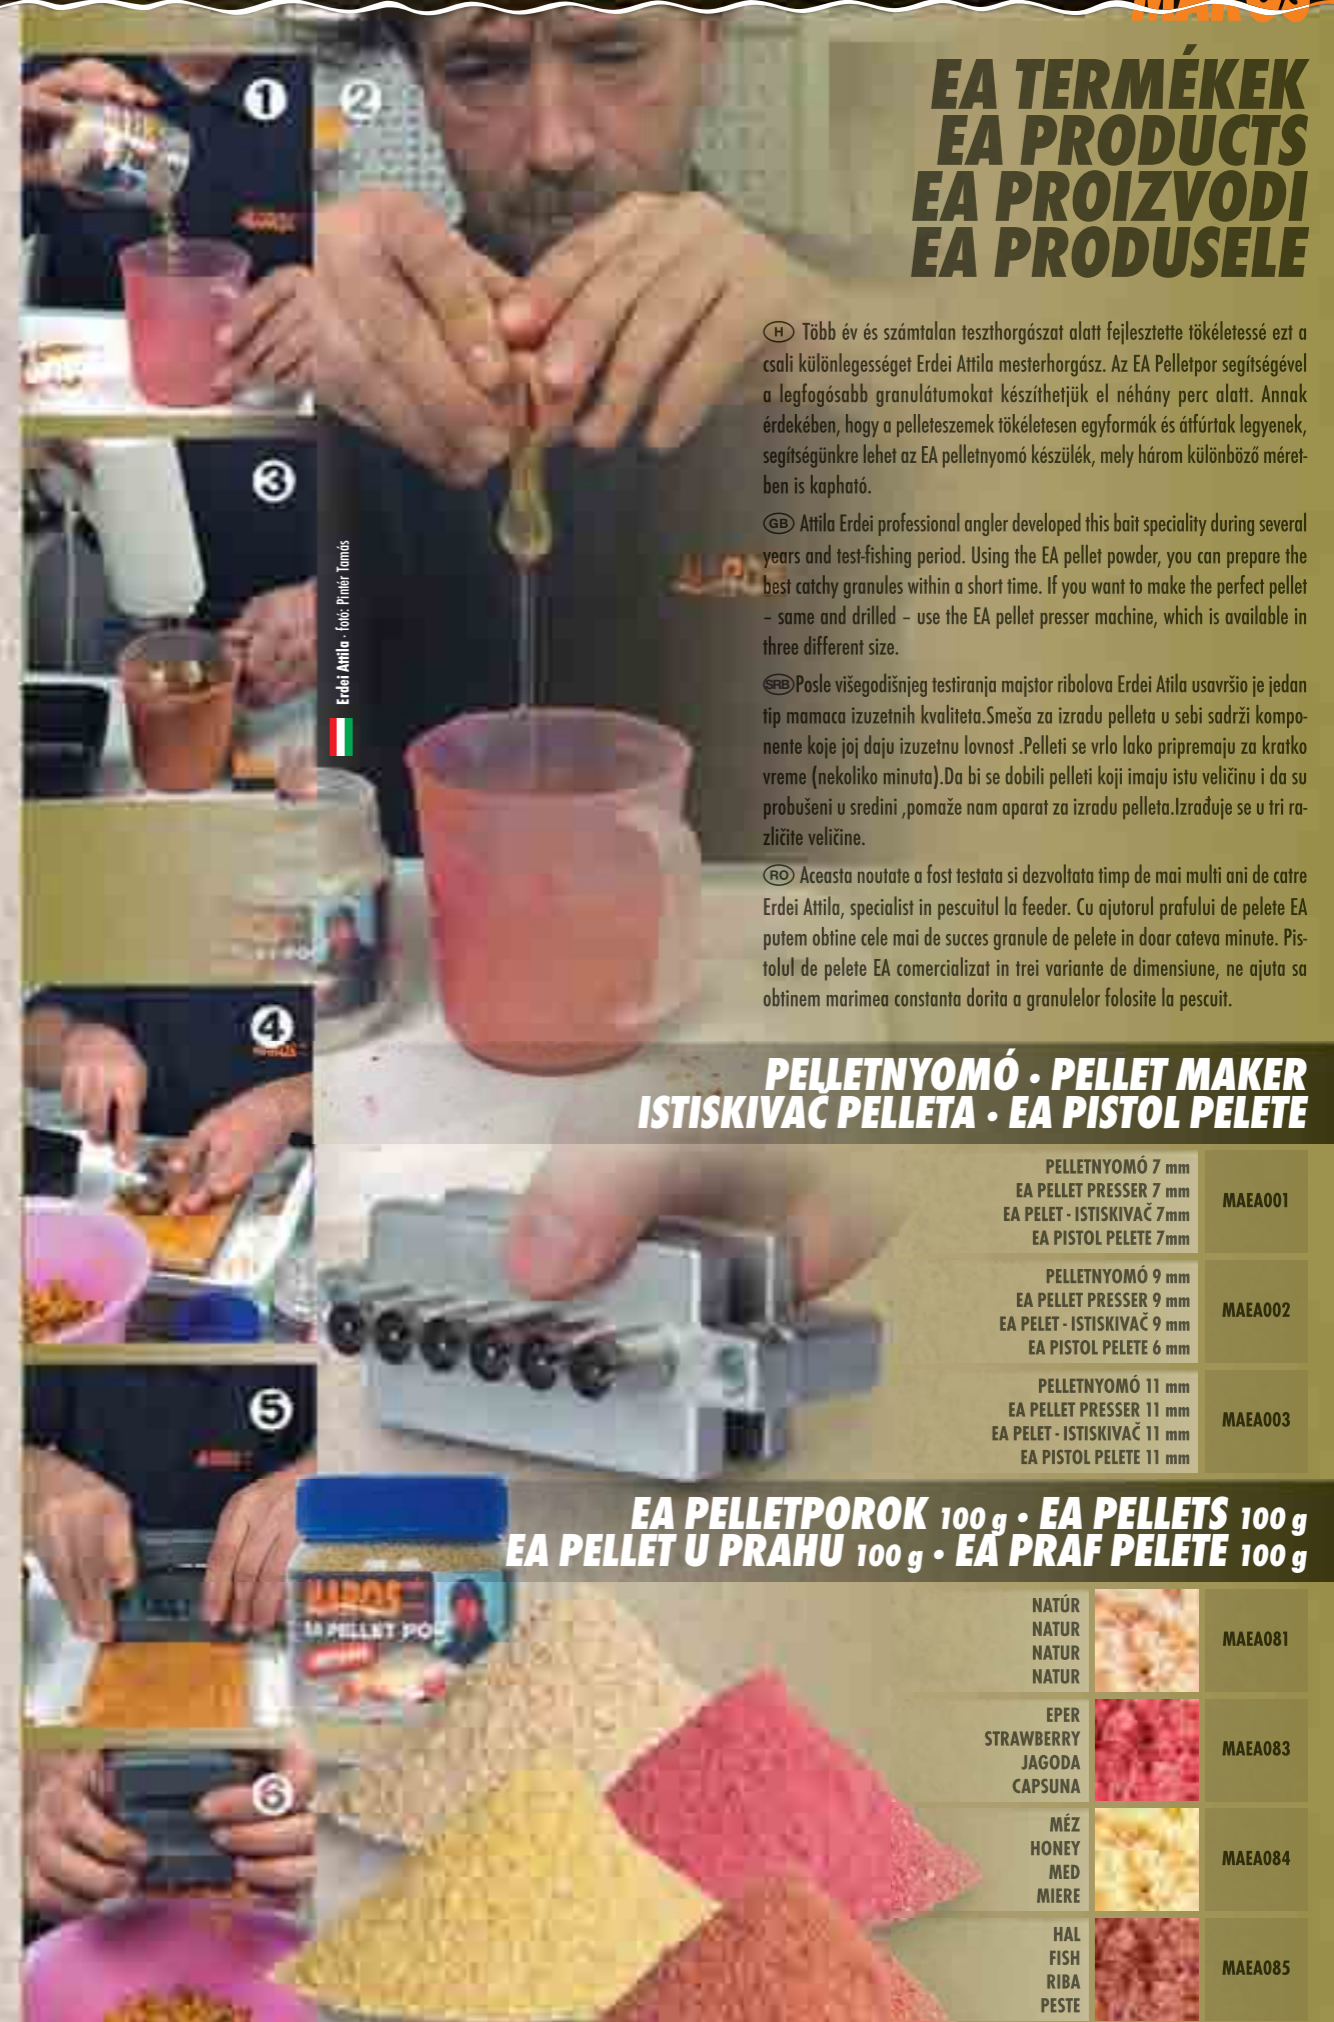 MAROS
EA TERMÉKEK
EA PRODUCTS
EA PROIZVODI
EA PRODUSELE
1
2
3
4
5
6
H Több év és számtalan teszthorgászat alatt fejlesztette tökéletessé ezt a
csali különlegességet Erdei Attila mesterhorgász. Az EA Pelletpor segítségével
a legfogósabb granulátumokat készíthetjük el néhány perc alatt. Annak
érdekében, hogy a pelleteszemek tökéletesen egyformák és átfúrtak legyenek,
segítségünkre lehet az EA pelletnyomó készülék, mely három különböző méret-
ben is kapható.
GB Attila Erdei professional angler developed this bait speciality during several
years and test-fishing period. Using the EA pellet powder, you can prepare the
best catchy granules within a short time. If you want to make the perfect pellet
– same and drilled – use the EA pellet presser machine, which is available in
three different size.
SRB Posle višegodišnjeg testiranja majstor ribolova Erdei Atila usavršio je jedan
tip mamaca izuzetnih kvaliteta.Smeša za izradu pelleta u sebi sadrži kompo-
nente koje joj daju izuzetnu lovnost .Pelleti se vrlo lako pripremaju za kratko
vreme (nekoliko minuta).Da bi se dobili pelleti koji imaju istu veličinu i da su
probušeni u sredini ,pomaže nam aparat za izradu pelleta.Izrađuje se u tri ra-
zličite veličine.
RO Aceasta noutate a fost testata si dezvoltata timp de mai multi ani de catre
Erdei Attila, specialist in pescuitul la feeder. Cu ajutorul prafului de pelete EA
putem obtine cele mai de succes granule de pelete in doar cateva minute. Pis-
tolul de pelete EA comercializat in trei variante de dimensiune, ne ajuta sa
obtinem marimea constanta dorita a granulelor folosite la pescuit.
Erdei Attila · fotó: Pintér Tamás
PELLETNYOMÓ · PELLET MAKER
ISTISKIVAČ PELLETA · EA PISTOL PELETE
PELLETNYOMÓ 7 mm
EA PELLET PRESSER 7 mm
EA PELET - ISTISKIVAČ 7mm
EA PISTOL PELETE 7mm
MAEA001
PELLETNYOMÓ 9 mm
EA PELLET PRESSER 9 mm
EA PELET - ISTISKIVAČ 9 mm
EA PISTOL PELETE 6 mm
MAEA002
PELLETNYOMÓ 11 mm
EA PELLET PRESSER 11 mm
EA PELET - ISTISKIVAČ 11 mm
EA PISTOL PELETE 11 mm
MAEA003
EA PELLETPOROK 100 g · EA PELLETS 100 g
EA PELLET U PRAHU 100 g · EA PRAF PELETE 100 g
MAROS
EA PELLET POR
NATÚR
NATUR
NATUR
NATUR
MAEA081
EPER
STRAWBERRY
JAGODA
CAPSUNA
MAEA083
MÉZ
HONEY
MED
MIERE
MAEA084
HAL
FISH
RIBA
PESTE
MAEA085